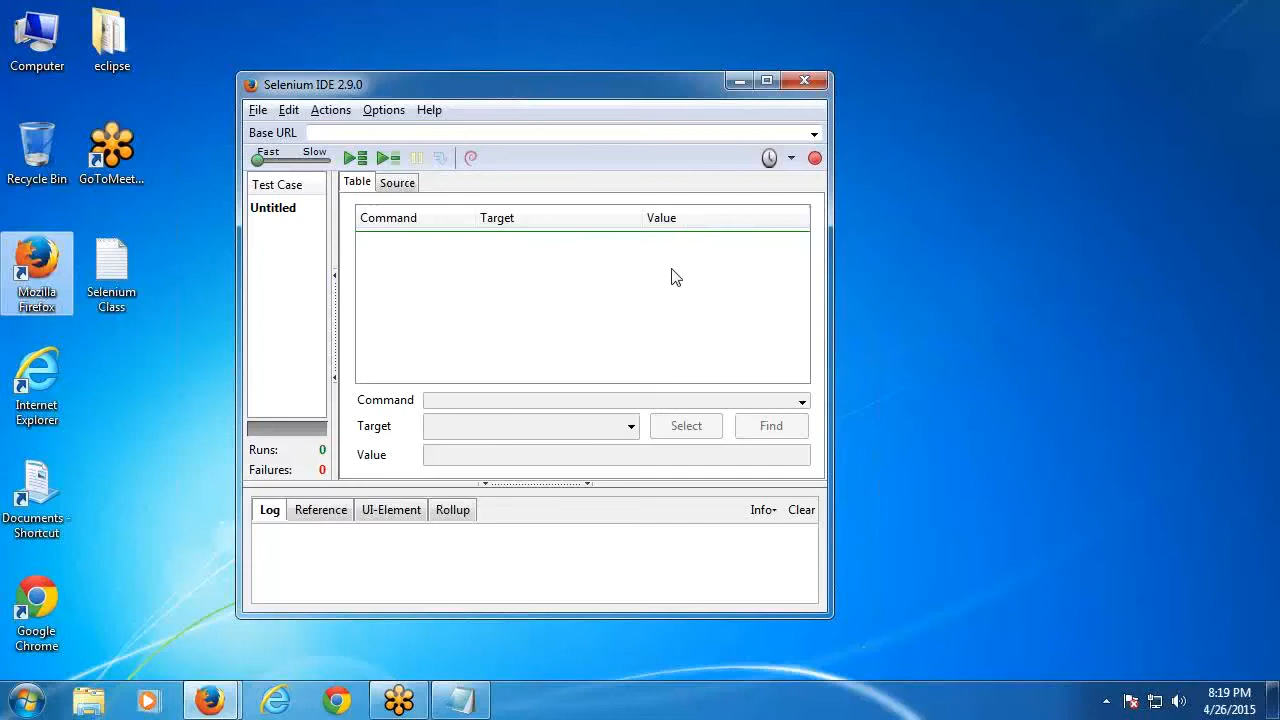 Computer
eclipse
Recycle Bin
GoToMeet...
Mozilla
Firefox
Selenium
Class
Internet
Explorer
Documents -
Shortcut
Google
Chrome
Selenium IDE 2.9.0
File Edit Actions Options Help
Base URL
Fast Slow
Test Case
Untitled
Table Source
Command Target Value
Command
Target Select Find
Value
Runs: 0
Failures: 0
Log Reference UI-Element Rollup Info Clear
8:19 PM
4/26/2015